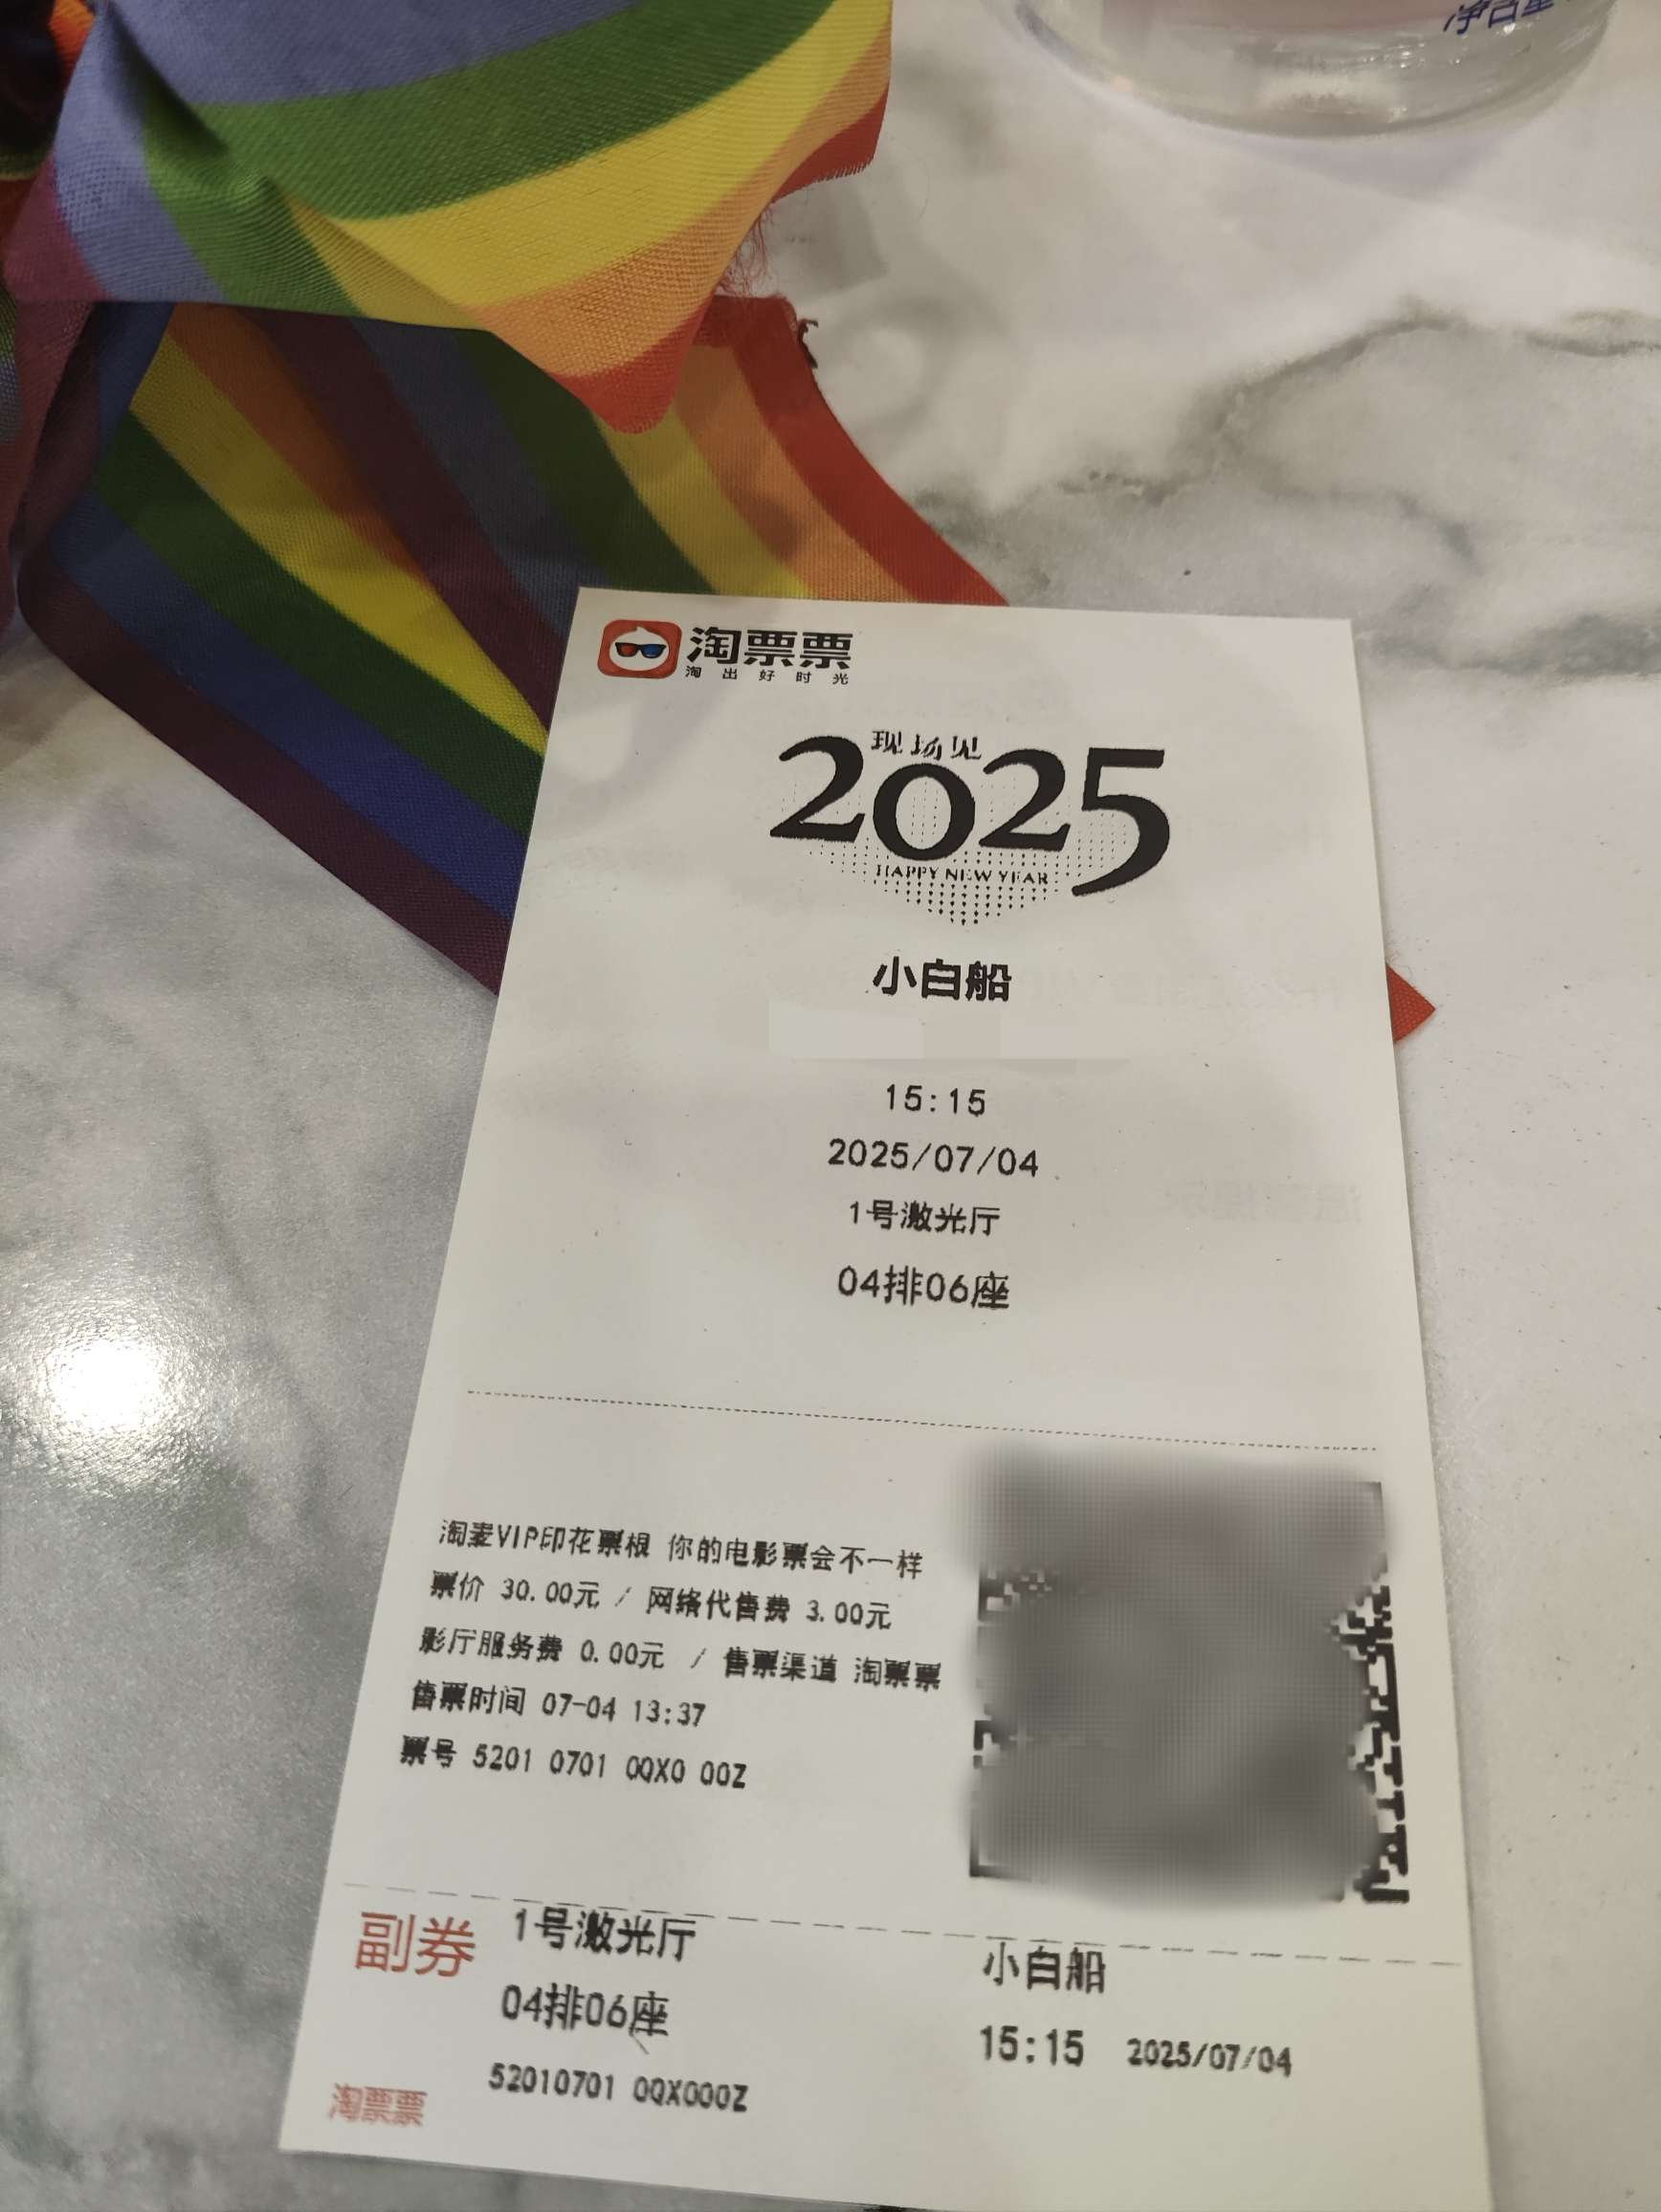 净含量
淘票票
淘出好时光
现场见
2025
HAPPY NEW YEAR
小白船
15:15
2025/07/04
1号激光厅
04排06座
淘麦VIP印花票根 你的电影票会不一样
票价 30.00元 / 网络代售费 3.00元
影厅服务费 0.00元 / 售票渠道 淘票票
售票时间 07-04 13:37
票号 5201 0701 0QX0 00Z
副券
1号激光厅
04排06座
52010701 0QX000Z
小白船
15:15 2025/07/04
淘票票